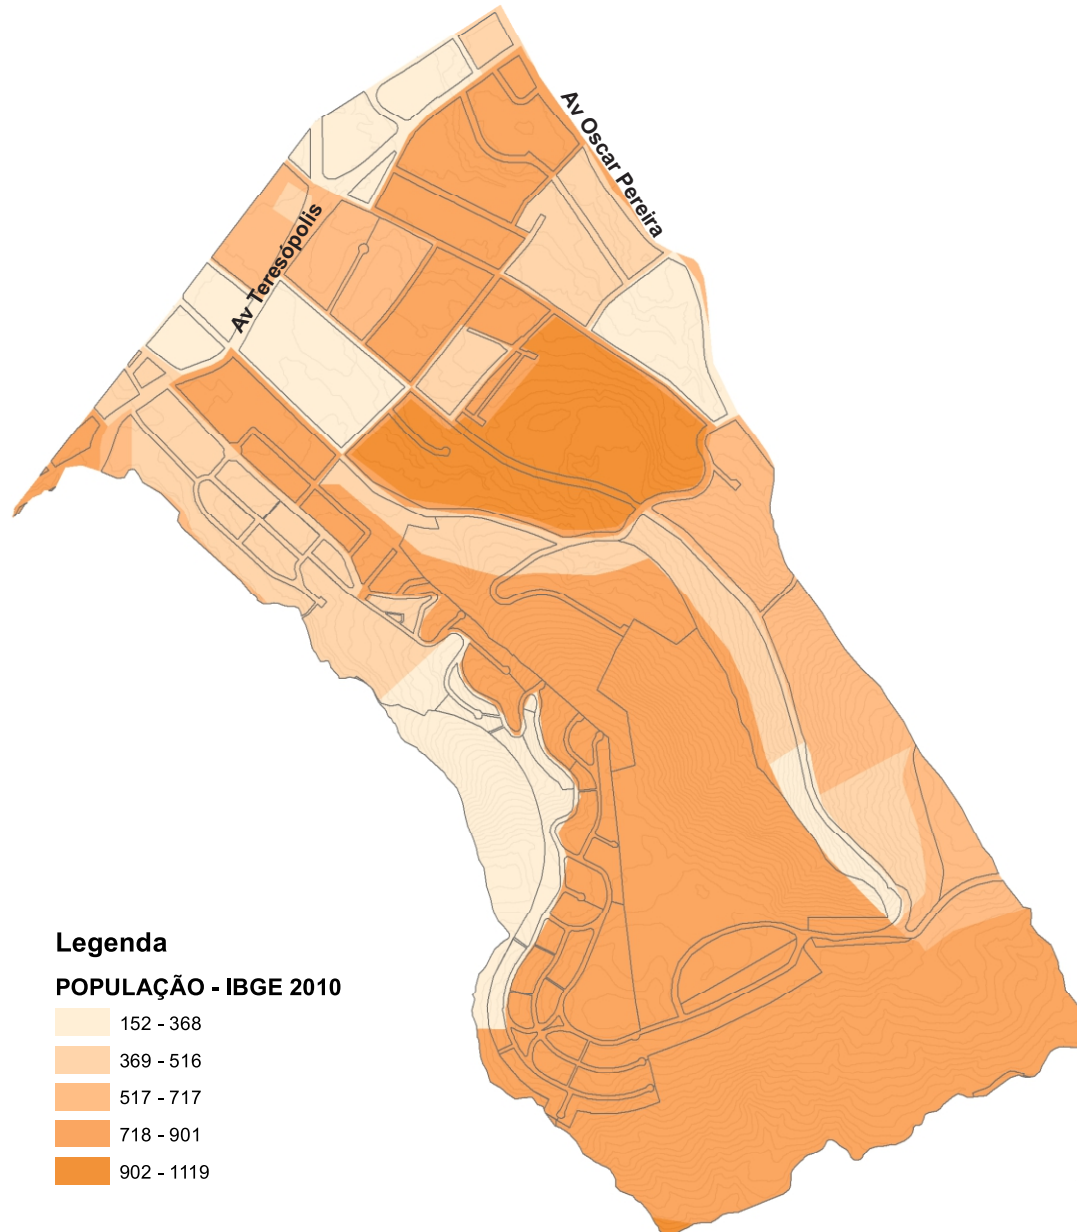 Av Oscar Pereira
Av Teresópolis
Legenda
POPULAÇÃO - IBGE 2010
152 - 368
369 - 516
517 - 717
718 - 901
902 - 1119